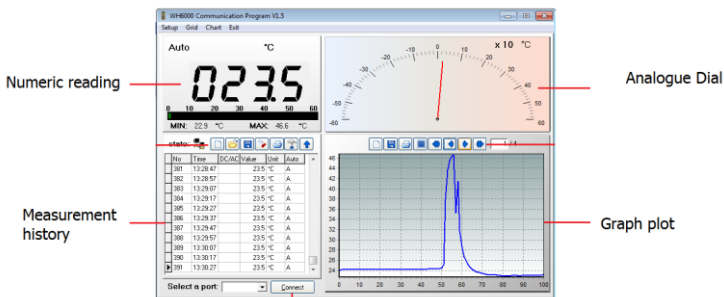 WH6000 Communication Program V1.5
Setup Grid Chart Exit
Auto °C
023.5
0 10 20 30 40 50 60
MIN: 22.9 °C MAX: 46.6 °C
x 10 °C
-60 -50 -40 -30 -20 -10 0 10 20 30 40 50 60
Numeric reading
Analogue Dial
state:
No Time DC/AC Value Unit Auto
381 13:28:47 23.5 °C A
382 13:28:57 23.5 °C A
383 13:29:07 23.5 °C A
384 13:29:17 23.5 °C A
385 13:29:27 23.5 °C A
386 13:29:37 23.5 °C A
387 13:29:47 23.5 °C A
388 13:29:57 23.5 °C A
389 13:30:07 23.5 °C A
390 13:30:17 23.5 °C A
391 13:30:27 23.5 °C A
Select a port: Connect
Measurement
history
46
44
42
40
38
36
34
32
30
28
26
24
0 10 20 30 40 50 60 70 80 90 100
Graph plot